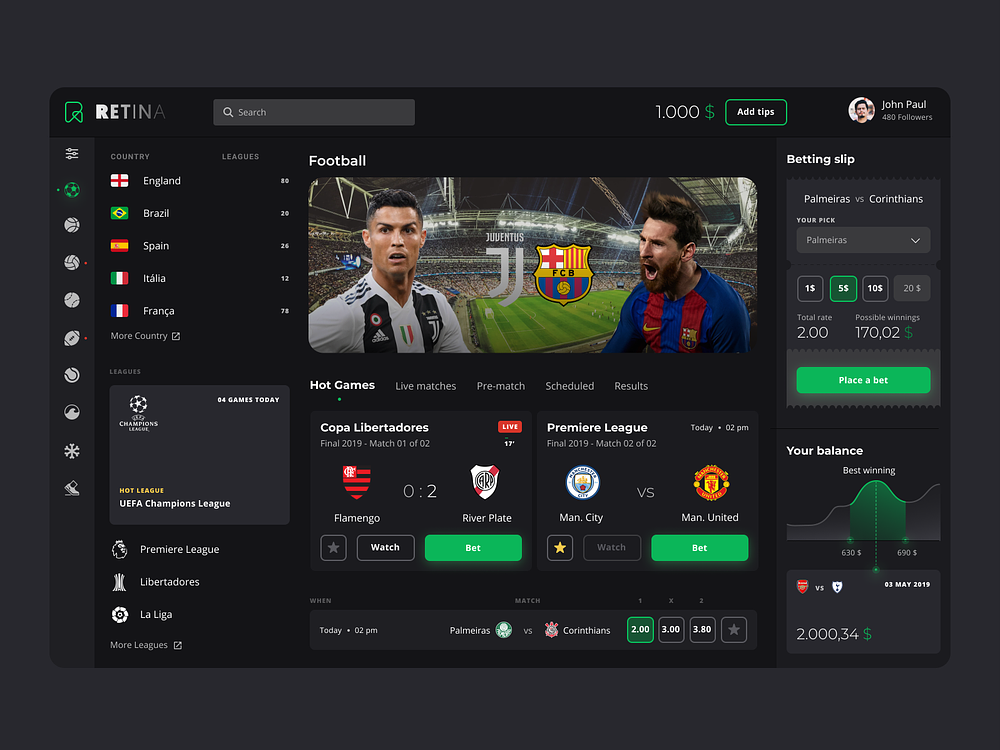 RETINA
Search
1.000 $
Add tips
John Paul
480 Followers
COUNTRY
LEAGUES
England
80
Brazil
20
Spain
26
Itália
12
França
78
More Country
LEAGUES
UEFA
CHAMPIONS
LEAGUE
04 GAMES TODAY
HOT LEAGUE
UEFA Champions League
Premiere League
Libertadores
La Liga
More Leagues
Football
JUVENTUS
FCB
adidas
Hot Games
Live matches
Pre-match
Scheduled
Results
Copa Libertadores
LIVE
Final 2019 - Match 01 of 02
17'
0 : 2
Flamengo
River Plate
Watch
Bet
Premiere League
Today • 02 pm
Final 2019 - Match 02 of 02
MANCHESTER
CITY
VS
MANCHESTER
UNITED
Man. City
Man. United
Watch
Bet
WHEN
MATCH
1
X
2
Today • 02 pm
Palmeiras
vs
Corinthians
2.00
3.00
3.80
Betting slip
Palmeiras vs Corinthians
YOUR PICK
Palmeiras
1$
5$
10$
20 $
Total rate
Possible winnings
2.00
170,02 $
Place a bet
Your balance
Best winning
630 $
690 $
VS
03 MAY 2019
2.000,34 $